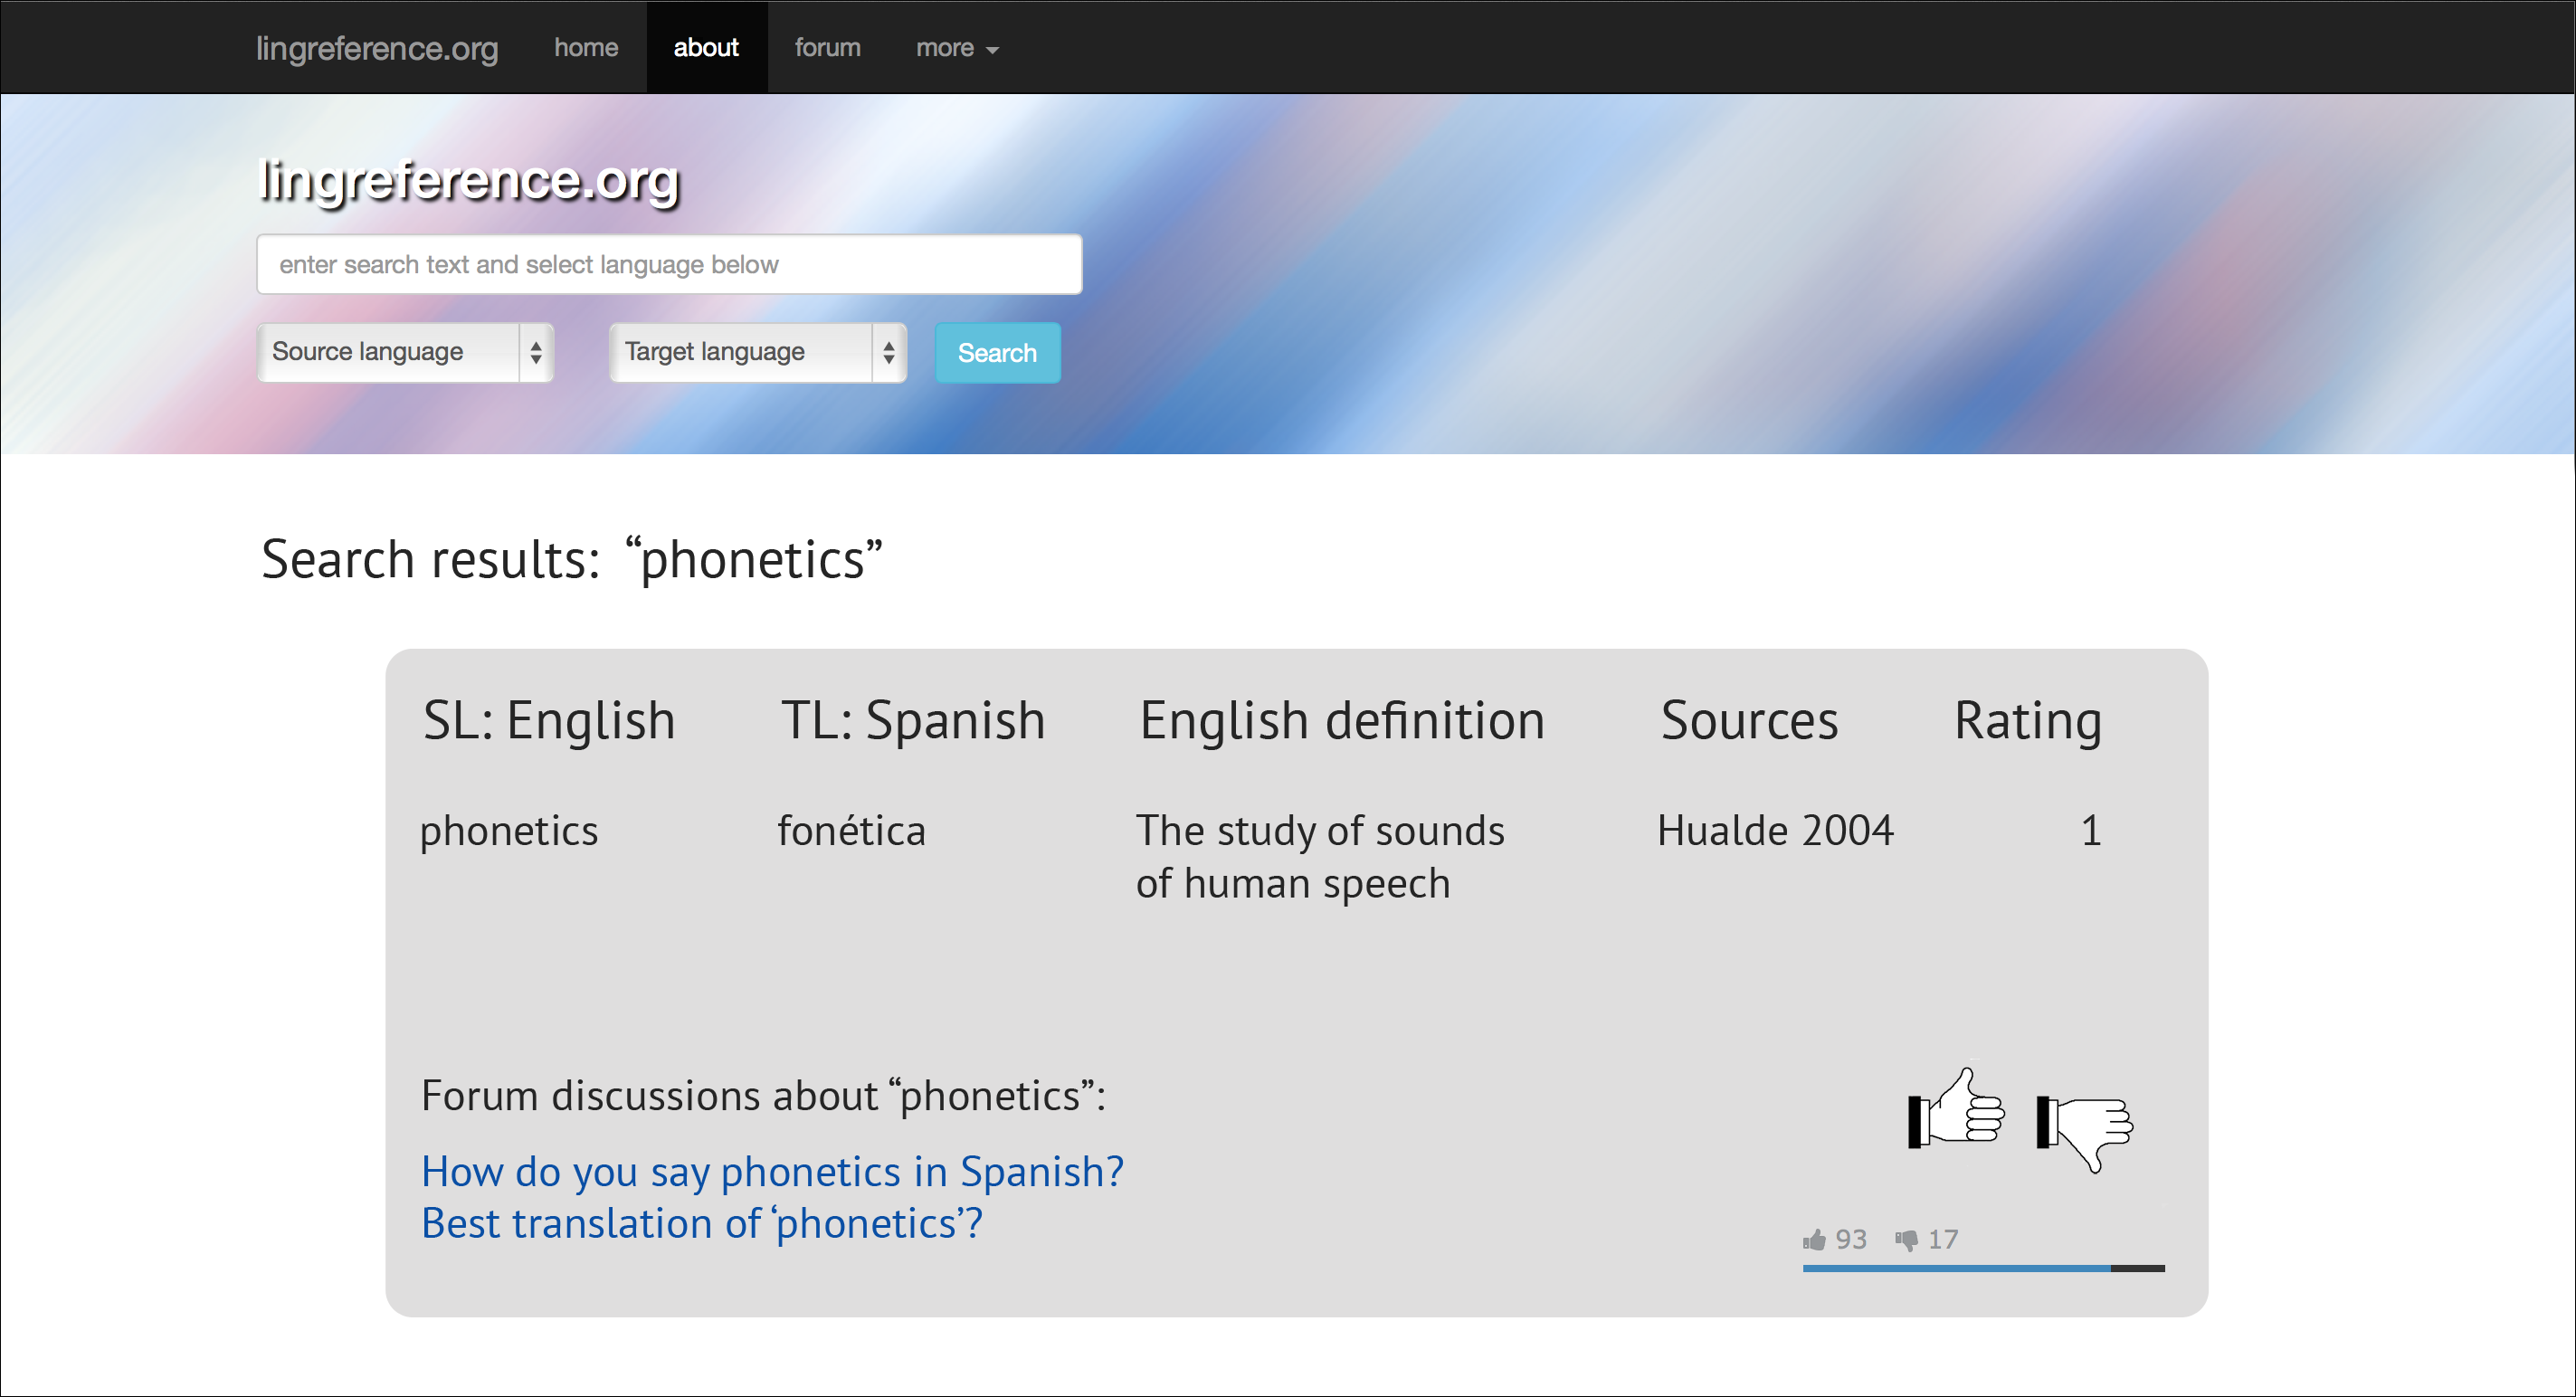 lingreference.org home about forum more
lingreference.org
enter search text and select language below
Source language Target language Search
Search results: “phonetics”
SL: English TL: Spanish English definition Sources Rating
phonetics fonética The study of sounds Hualde 2004 1
of human speech
Forum discussions about “phonetics”:
How do you say phonetics in Spanish?
Best translation of ‘phonetics’?
93 17